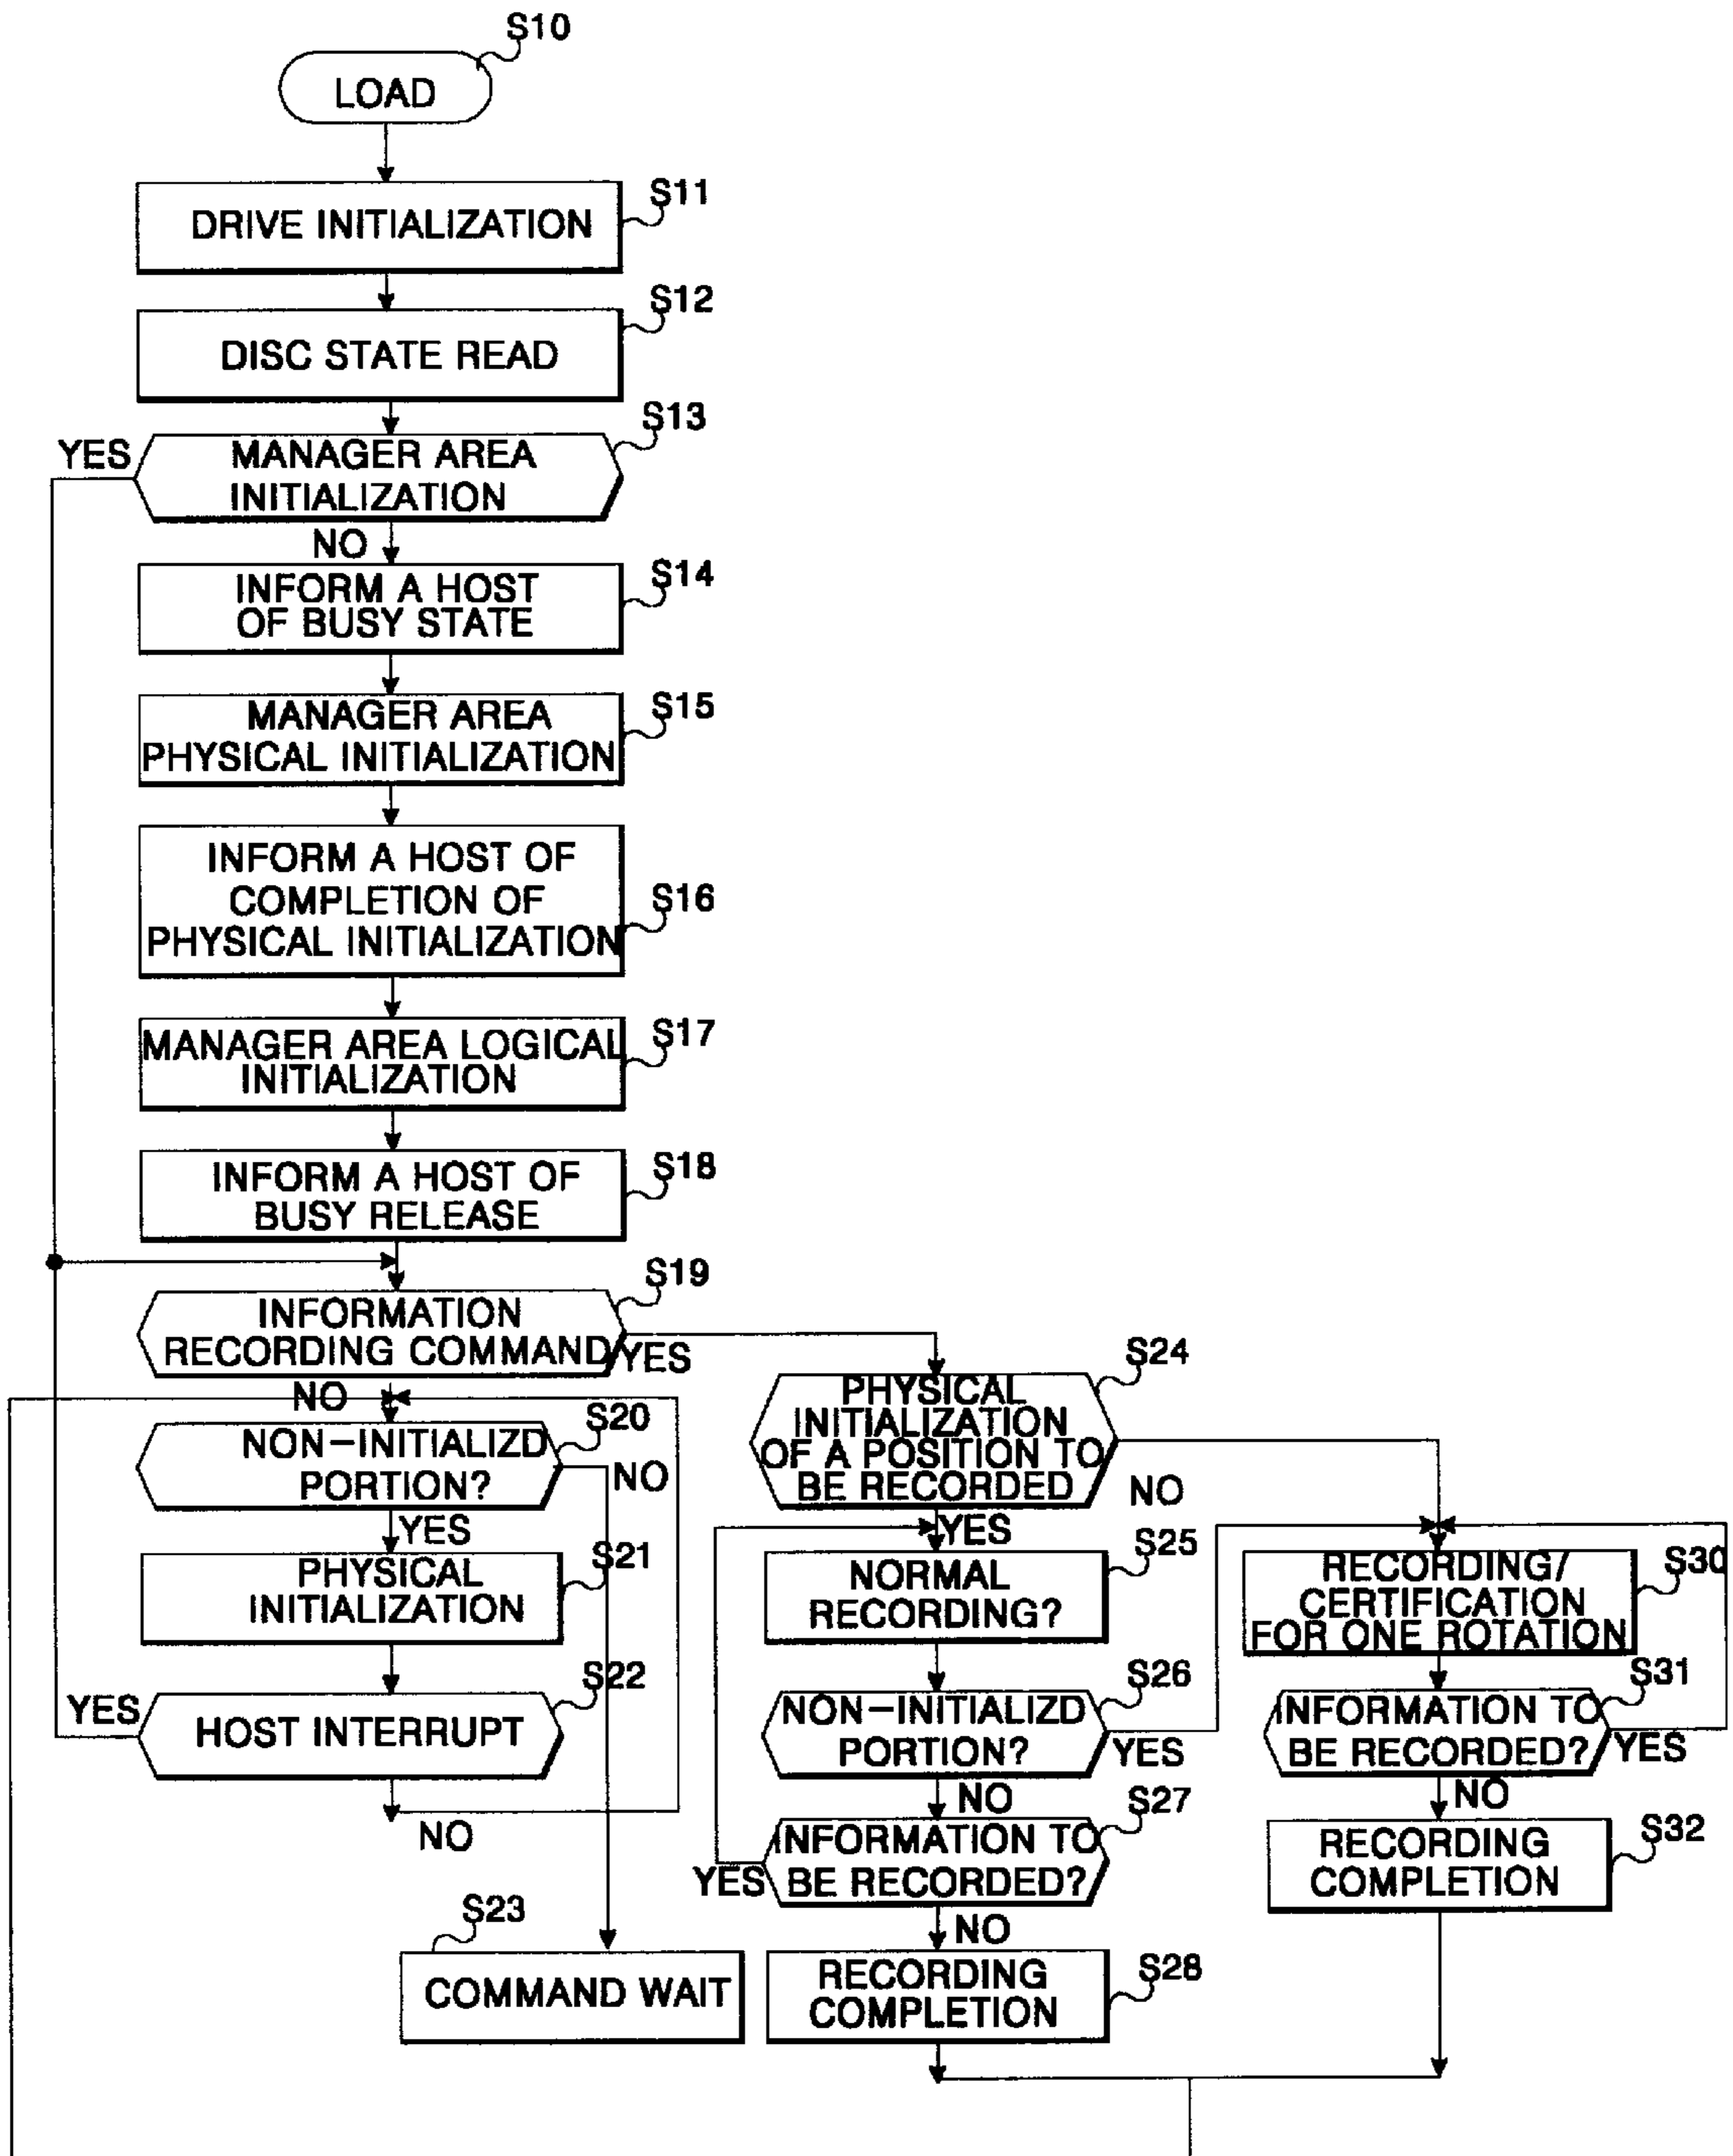 S10
LOAD
S11
DRIVE INITIALIZATION
S12
DISC STATE READ
S13
YES
MANAGER AREA
INITIALIZATION
NO
S14
INFORM A HOST
OF BUSY STATE
S15
MANAGER AREA
PHYSICAL INITIALIZATION
INFORM A HOST OF
COMPLETION OF
PHYSICAL INITIALIZATION
S16
S17
MANAGER AREA LOGICAL
INITIALIZATION
S18
INFORM A HOST OF
BUSY RELEASE
S19
INFORMATION
RECORDING COMMAND
YES
NO
S20
NON-INITIALIZD
PORTION?
NO
YES
S21
PHYSICAL
INITIALIZATION
S22
YES
HOST INTERRUPT
NO
S23
COMMAND WAIT
S24
PHYSICAL
INITIALIZATION
OF A POSITION TO
BE RECORDED
NO
YES
S25
NORMAL
RECORDING?
S26
NON-INITIALIZD
PORTION?
YES
NO
S27
INFORMATION TO
BE RECORDED?
YES
NO
S28
RECORDING
COMPLETION
S30
RECORDING/
CERTIFICATION
FOR ONE ROTATION
S31
INFORMATION TO
BE RECORDED?
YES
NO
S32
RECORDING
COMPLETION